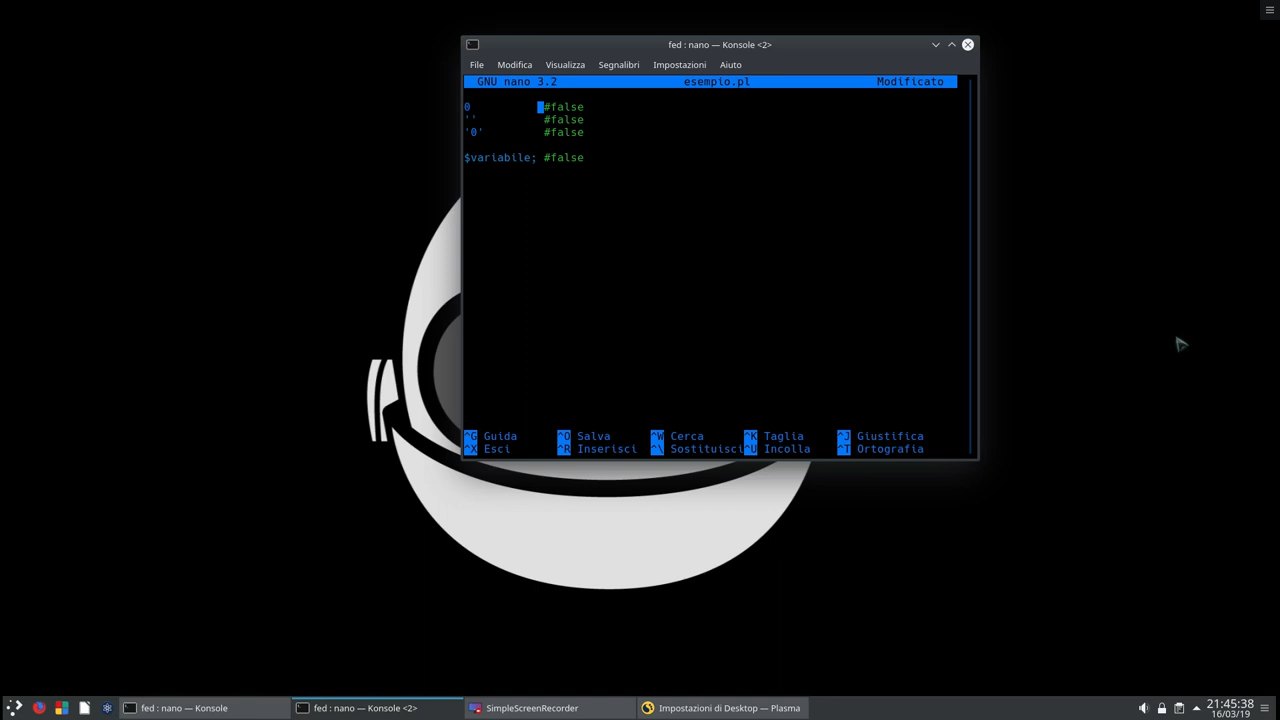 fed : nano — Konsole <2>
File Modifica Visualizza Segnalibri Impostazioni Aiuto
GNU nano 3.2 esempio.pl Modificato
0 #false
'' #false
'0' #false
$variabile; #false
^G Guida ^O Salva ^W Cerca ^K Taglia ^J Giustifica
^X Esci ^R Inserisci ^\ Sostituisci ^U Incolla ^T Ortografia
fed : nano — Konsole fed : nano — Konsole <2> SimpleScreenRecorder Impostazioni di Desktop — Plasma 21:45:38
16/03/19